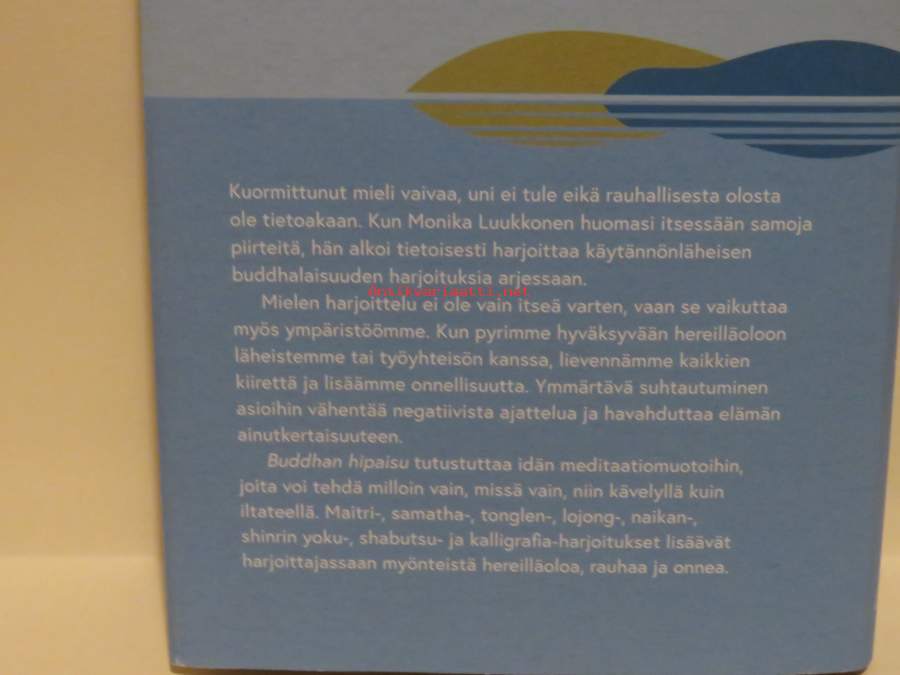 Kuormittunut mieli vaivaa, uni ei tule eikä rauhallisesta olosta
ole tietoakaan. Kun Monika Luukkonen huomasi itsessään samoja
piirteitä, hän alkoi tietoisesti harjoittaa käytännönläheisen
buddhalaisuuden harjoituksia arjessaan.
antikvariaatti.net
Mielen harjoittelu ei ole vain itseä varten, vaan se vaikuttaa
myös ympäristöömme. Kun pyrimme hyväksyvään hereilläoloon
läheistemme tai työyhteisön kanssa, lievennämme kaikkien
kiirettä ja lisäämme onnellisuutta. Ymmärtävä suhtautuminen
asioihin vähentää negatiivista ajattelua ja havahduttaa elämän
ainutkertaisuuteen.
Buddhan hipaisu tutustuttaa idän meditaatiomuotoihin,
joita voi tehdä milloin vain, missä vain, niin kävelyllä kuin
iltateellä. Maitri-, samatha-, tonglen-, lojong-, naikan-,
shinrin yoku-, shabutsu- ja kalligrafia-harjoitukset lisäävät
harjoittajassaan myönteistä hereilläoloa, rauhaa ja onnea.